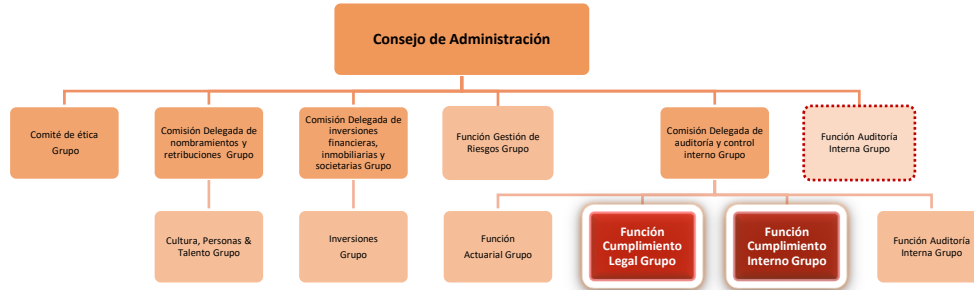 Consejo de Administración
Comité de ética
Grupo
Comisión Delegada de
nombramientos y
retribuciones Grupo
Comisión Delegada de
inversiones
financieras,
inmobiliarias y
societarias Grupo
Función Gestión de
Riesgos Grupo
Comisión Delegada de
auditoría y control
interno Grupo
Función Auditoría
Interna Grupo
Cultura, Personas &
Talento Grupo
Inversiones
Grupo
Función
Actuarial Grupo
Función
Cumplimiento
Legal Grupo
Función
Cumplimiento
Interno Grupo
Función Auditoría
Interna Grupo